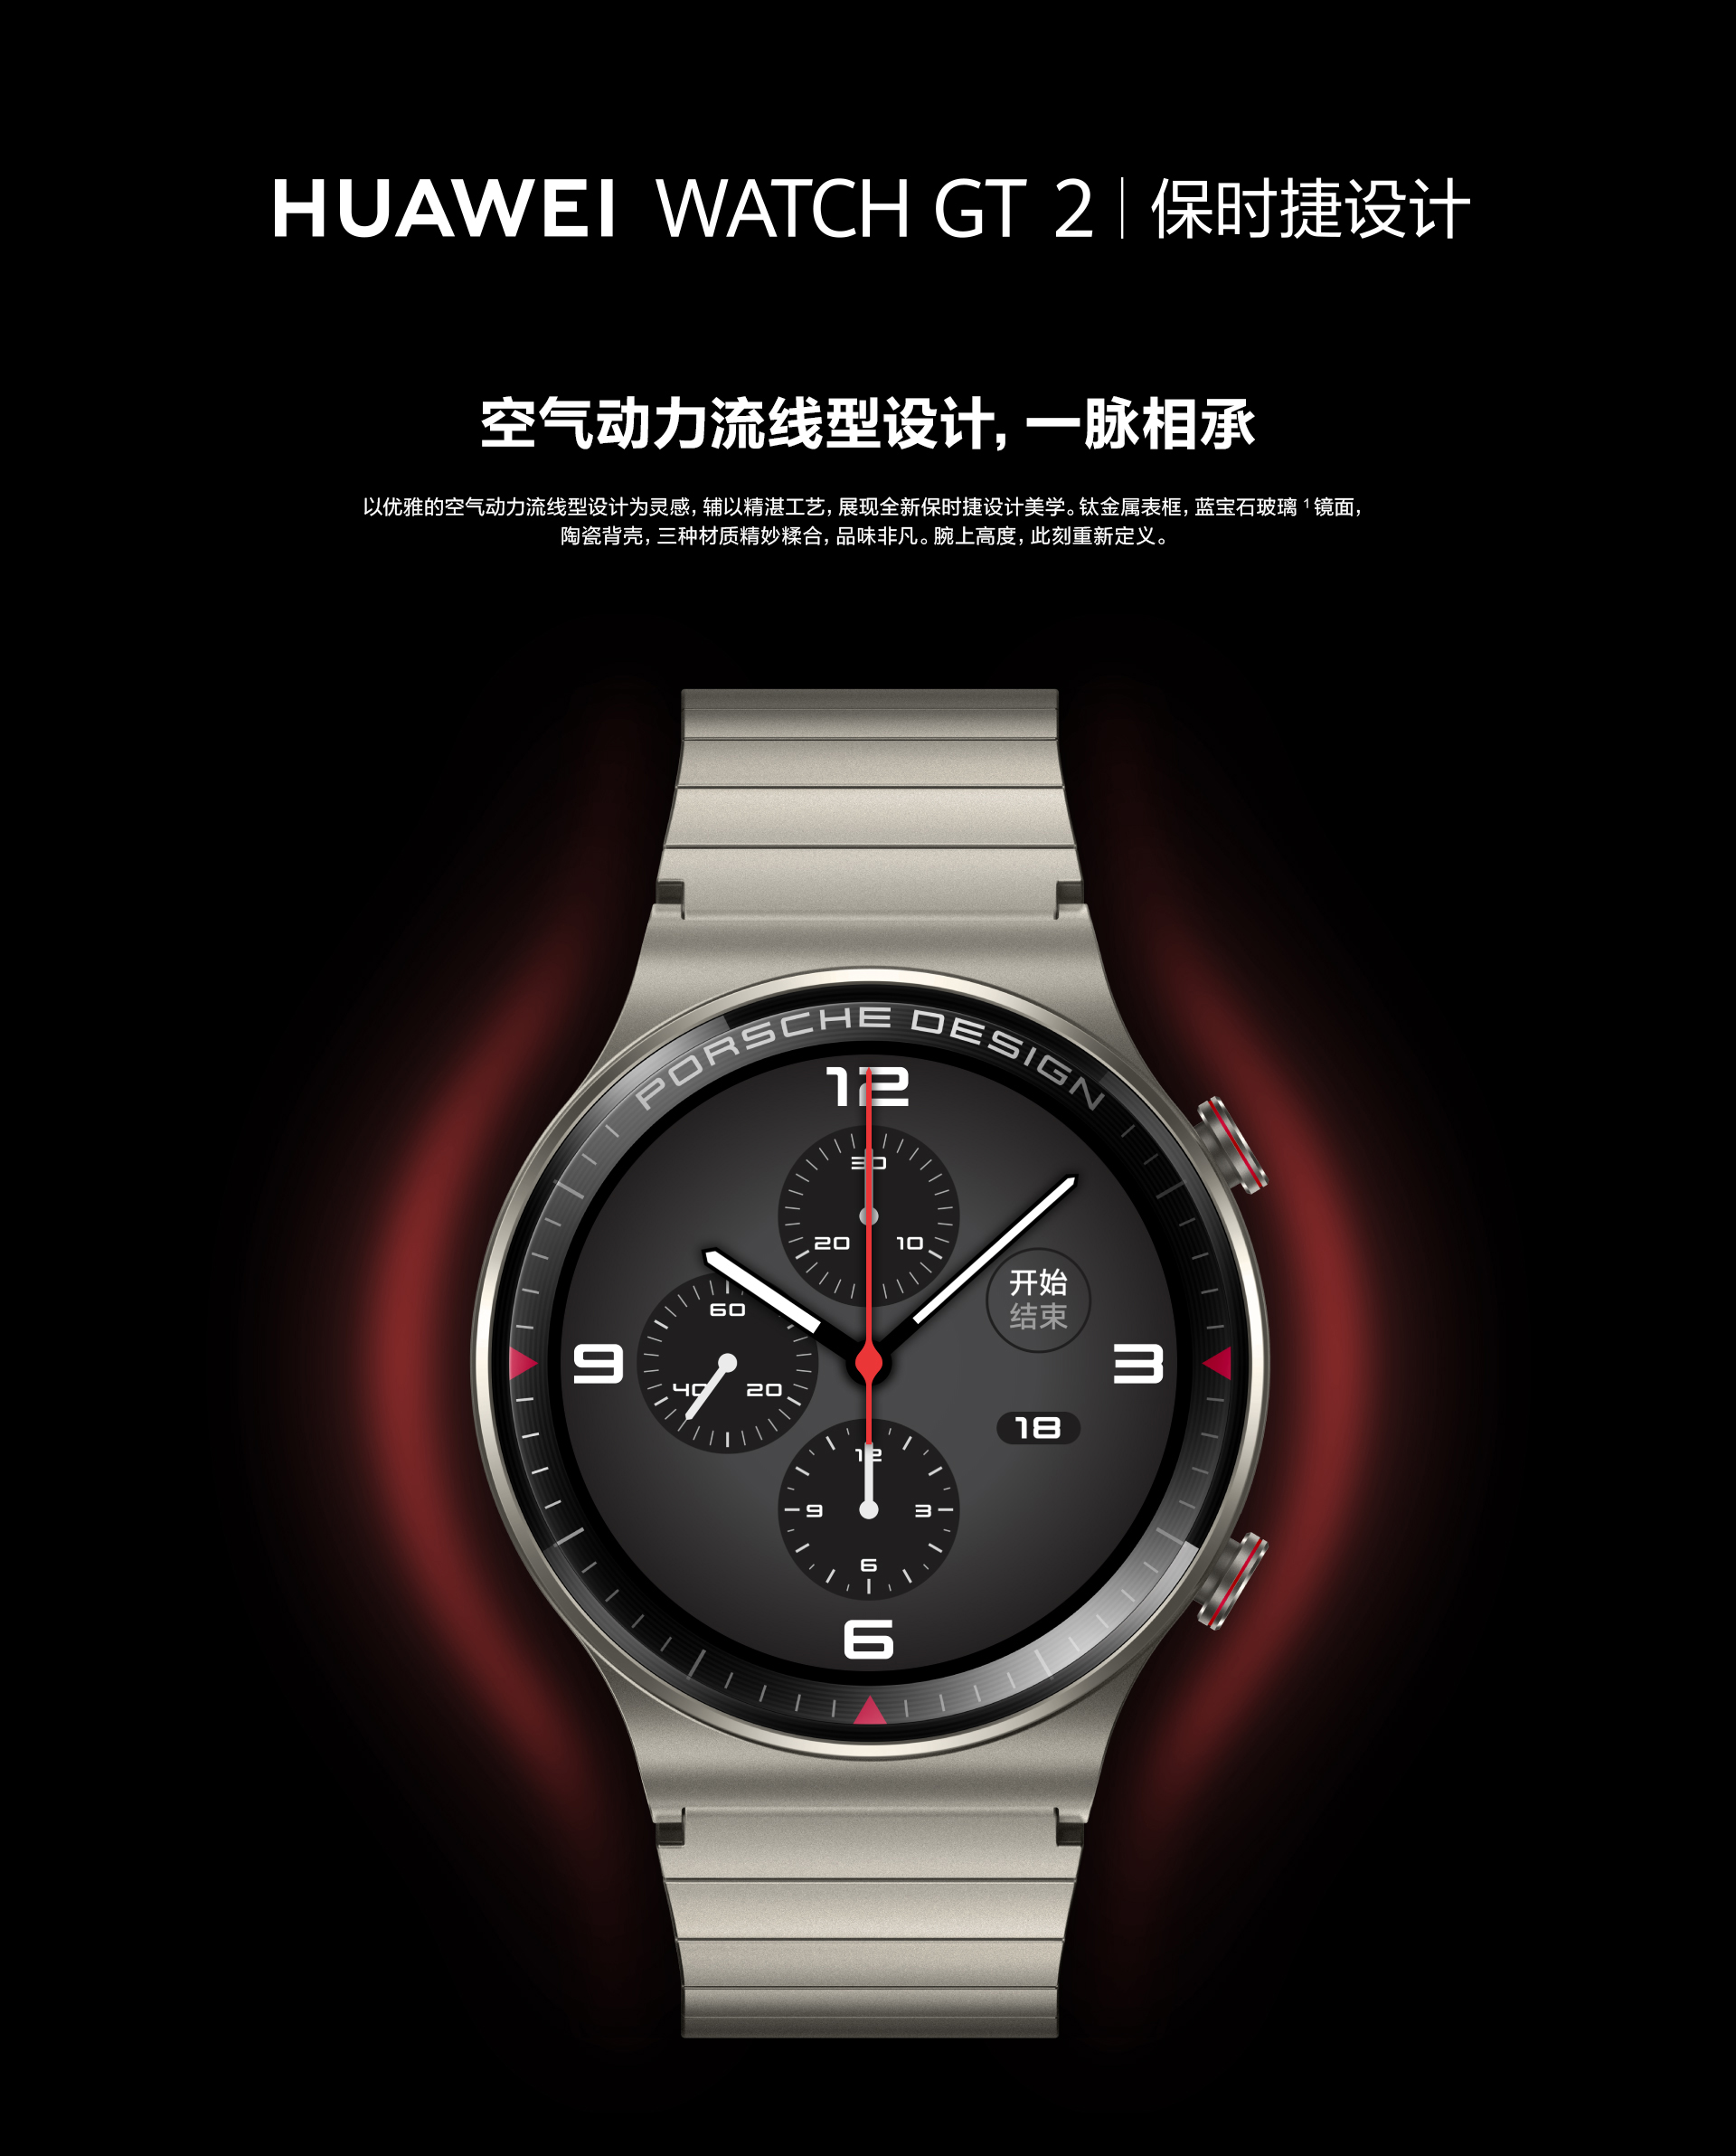 HUAWEI WATCH GT 2 | 保时捷设计
空气动力流线型设计，一脉相承
以优雅的空气动力流线型设计为灵感，辅以精湛工艺，展现全新保时捷设计美学。钛金属表框，蓝宝石玻璃¹镜面，
陶瓷背壳，三种材质精妙糅合，品味非凡。腕上高度，此刻重新定义。
PORSCHE DESIGN
12
30
20 10
开始
结束
60
9
3
40 20
18
12
9 3
6
6